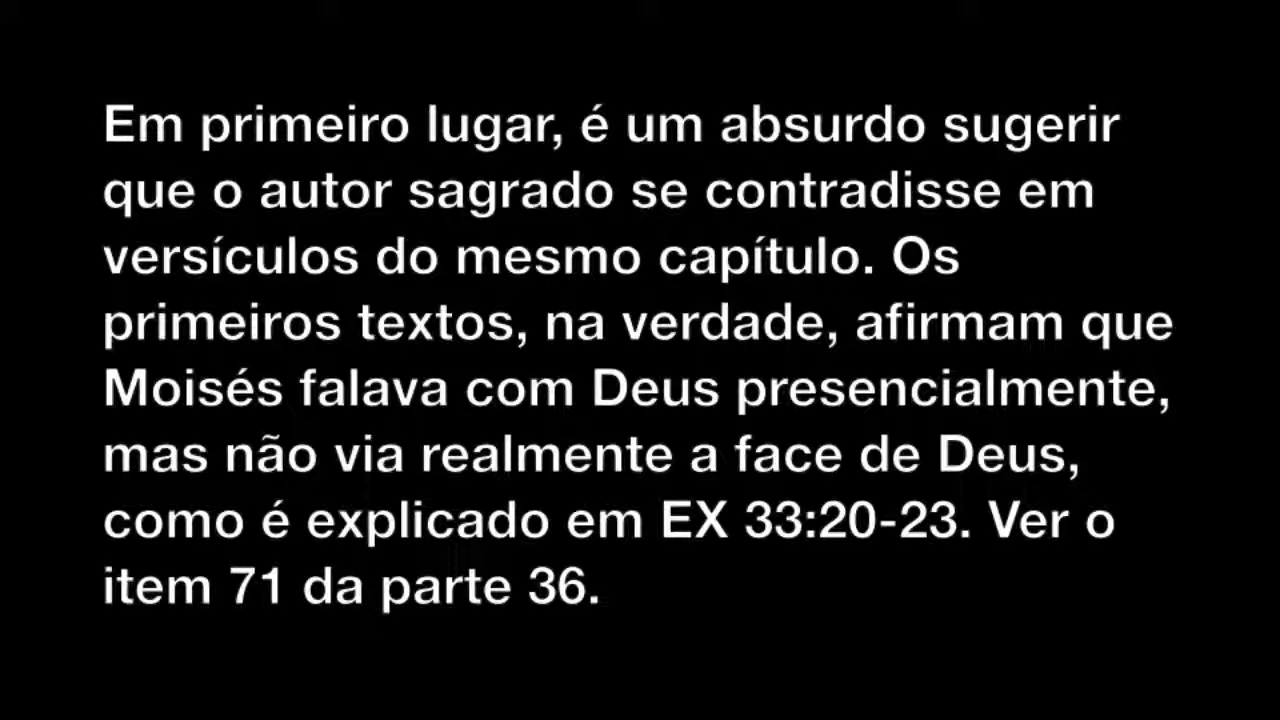 Em primeiro lugar, é um absurdo sugerir
que o autor sagrado se contradisse em
versículos do mesmo capítulo. Os
primeiros textos, na verdade, afirmam que
Moisés falava com Deus presencialmente,
mas não via realmente a face de Deus,
como é explicado em EX 33:20-23. Ver o
item 71 da parte 36.